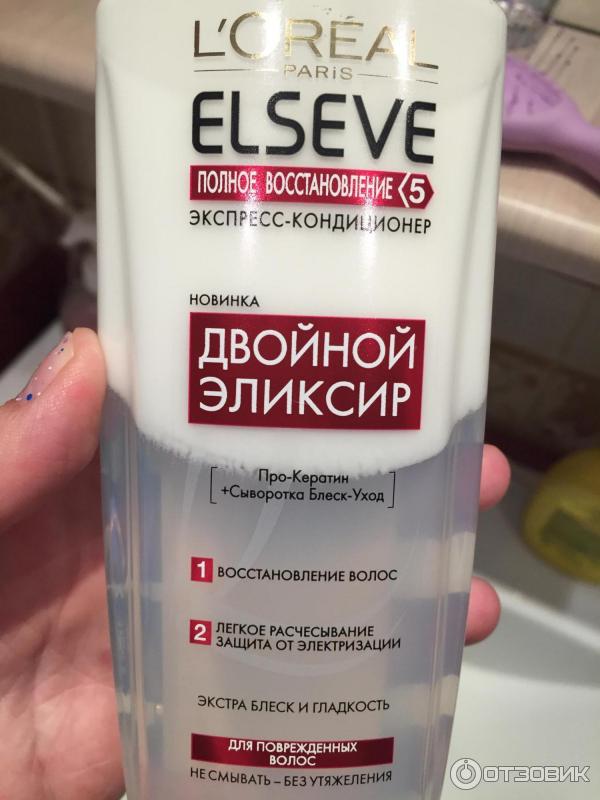 L'ORÉAL
PARIS
ELSEVE
ПОЛНОЕ ВОССТАНОВЛЕНИЕ 5
ЭКСПРЕСС-КОНДИЦИОНЕР
НОВИНКА
ДВОЙНОЙ
ЭЛИКСИР
Про-Кератин
+Сыворотка Блеск-Уход
1 ВОССТАНОВЛЕНИЕ ВОЛОС
2 ЛЕГКОЕ РАСЧЕСЫВАНИЕ
ЗАЩИТА ОТ ЭЛЕКТРИЗАЦИИ
ЭКСТРА БЛЕСК И ГЛАДКОСТЬ
ДЛЯ ПОВРЕЖДЕННЫХ
ВОЛОС
НЕ СМЫВАТЬ – БЕЗ УТЯЖЕЛЕНИЯ
ОТЗОВИК